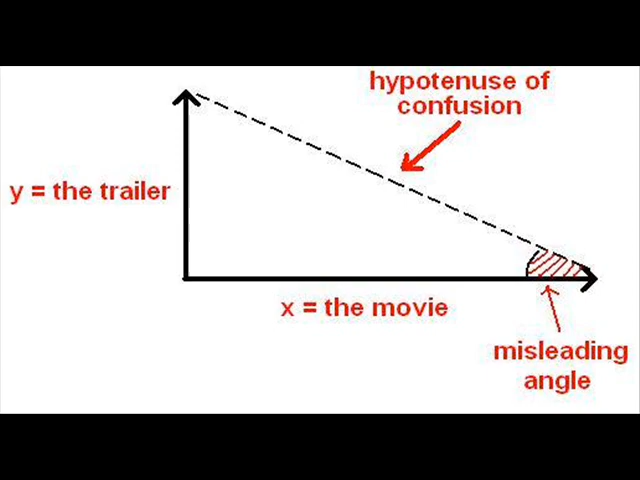 hypotenuse of
confusion
y = the trailer
x = the movie
misleading
angle